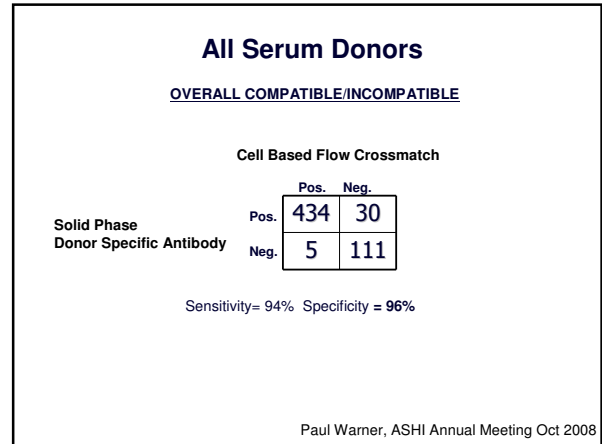 All Serum Donors
OVERALL COMPATIBLE/INCOMPATIBLE
Cell Based Flow Crossmatch
Pos. Neg.
Solid Phase
Donor Specific Antibody
Pos. 434 30
Neg. 5 111
Sensitivity= 94% Specificity = 96%
Paul Warner, ASHI Annual Meeting Oct 2008